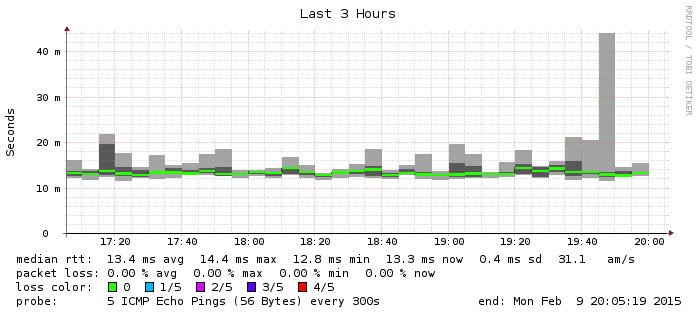 Last 3 Hours
RRDTOOL / TOBI OETIKER
Seconds
40 m
30 m
20 m
10 m
0
17:20 17:40 18:00 18:20 18:40 19:00 19:20 19:40 20:00
median rtt: 13.4 ms avg 14.4 ms max 12.8 ms min 13.3 ms now 0.4 ms sd 31.1 am/s
packet loss: 0.00 % avg 0.00 % max 0.00 % min 0.00 % now
loss color: 0 1/5 2/5 3/5 4/5
probe: 5 ICMP Echo Pings (56 Bytes) every 300s end: Mon Feb 9 20:05:19 2015